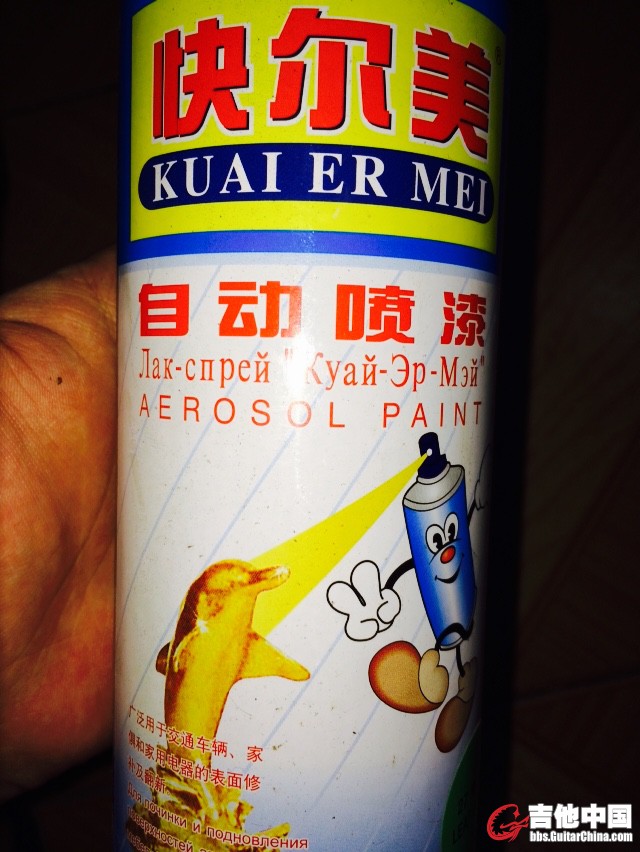 快尔美
®
KUAI ER MEI
自动喷漆
Лак-спрей "Куай-Эр-Мэй"
AEROSOL PAINT
广泛用于交通车辆、家
俱和家用电器的表面修
补及翻新
Для починки и подновления
吉他中国
bbs.GuitarChina.com